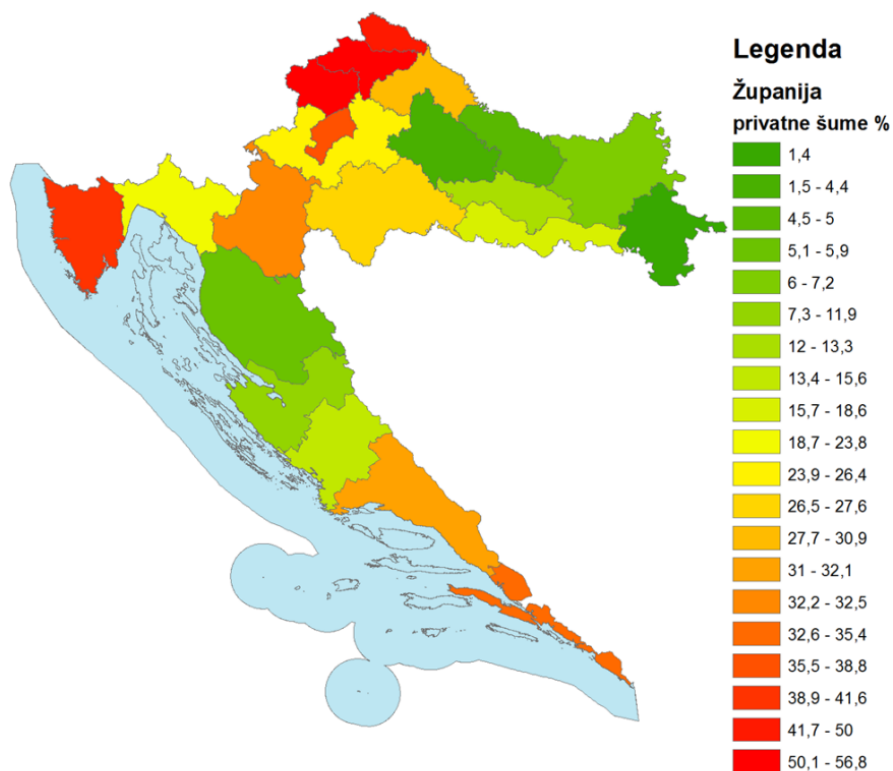 Legenda
Županija
privatne šume %
1,4
1,5 - 4,4
4,5 - 5
5,1 - 5,9
6 - 7,2
7,3 - 11,9
12 - 13,3
13,4 - 15,6
15,7 - 18,6
18,7 - 23,8
23,9 - 26,4
26,5 - 27,6
27,7 - 30,9
31 - 32,1
32,2 - 32,5
32,6 - 35,4
35,5 - 38,8
38,9 - 41,6
41,7 - 50
50,1 - 56,8